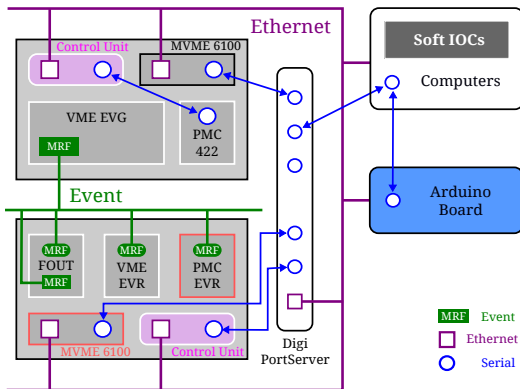 Ethernet
Control Unit
MVME 6100
VME EVG
MRF
PMC
422
Soft IOCs
Computers
Event
MRF
FOUT
MRF
MRF
VME
EVR
MRF
PMC
EVR
MVME 6100
Control Unit
Digi
PortServer
Arduino
Board
MRF
Event
Ethernet
Serial